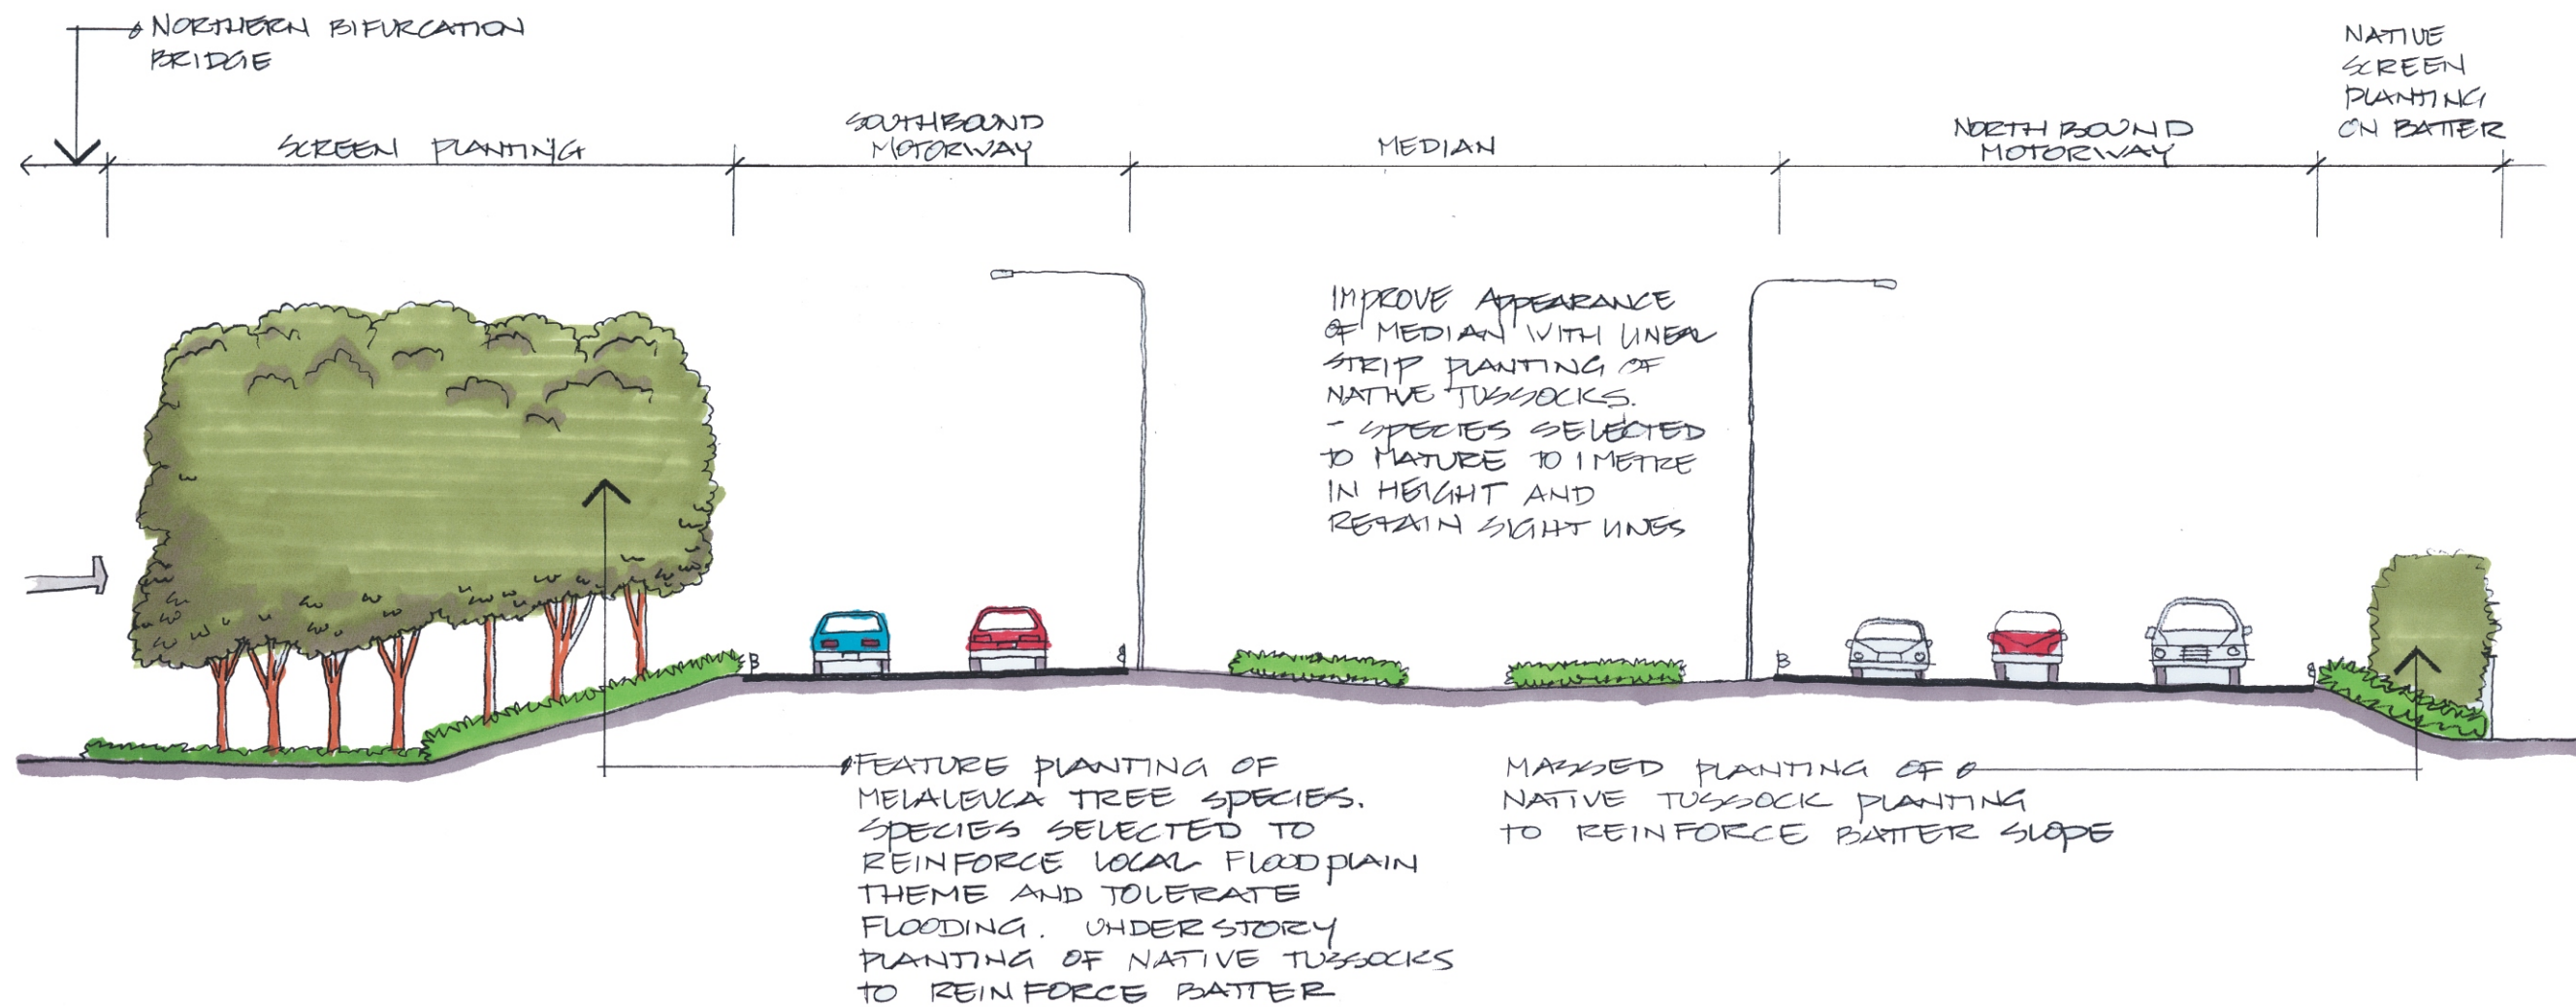 NORTHERN BIFURCATION
BRIDGE
SCREEN PLANTING
SOUTHBOUND
MOTORWAY
MEDIAN
NORTH BOUND
MOTORWAY
NATIVE
SCREEN
PLANTING
ON BATTER
IMPROVE APPEARANCE
OF MEDIAN WITH LINEAL
STRIP PLANTING OF
NATIVE TUSSOCKS.
- SPECIES SELECTED
TO MATURE TO 1 METRE
IN HEIGHT AND
RETAIN SIGHT LINES
FEATURE PLANTING OF
MELALEUCA TREE SPECIES.
SPECIES SELECTED TO
REINFORCE LOCAL FLOODPLAIN
THEME AND TOLERATE
FLOODING. UNDERSTORY
PLANTING OF NATIVE TUSSOCKS
TO REINFORCE BATTER
MASSED PLANTING OF
NATIVE TUSSOCK PLANTING
TO REINFORCE BATTER SLOPE